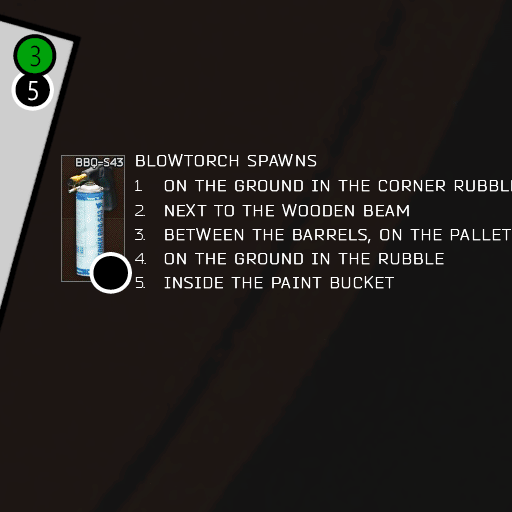 3
5
BBQ-S43
BLOWTORCH SPAWNS
1. ON THE GROUND IN THE CORNER RUBBL
2. NEXT TO THE WOODEN BEAM
3. BETWEEN THE BARRELS, ON THE PALLET
4. ON THE GROUND IN THE RUBBLE
5. INSIDE THE PAINT BUCKET